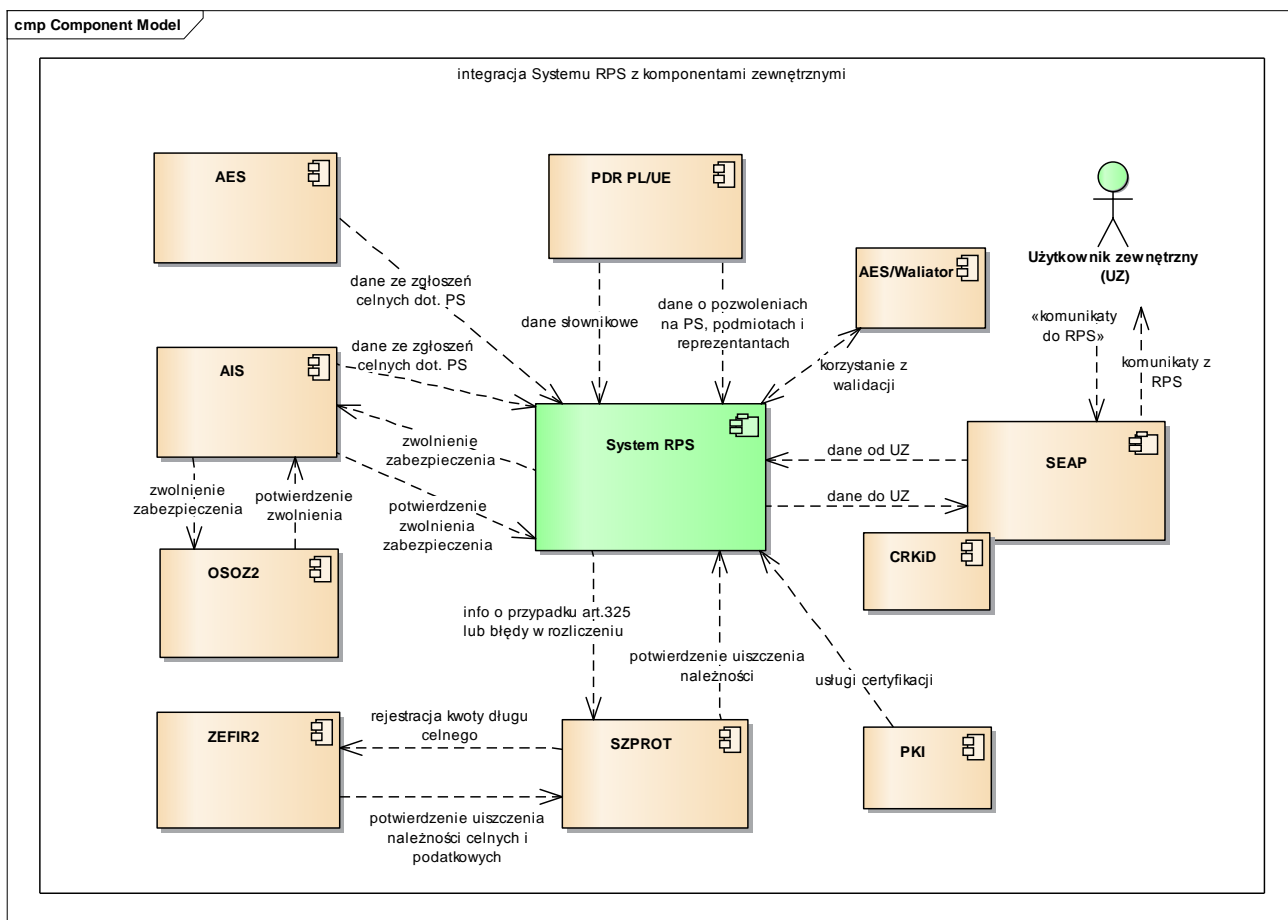 cmp Component Model
integracja Systemu RPS z komponentami zewnętrznymi
AES
PDR PL/UE
AES/Waliator
Użytkownik zewnętrzny
(UZ)
dane ze zgłoszeń
celnych dot. PS
dane słownikowe
dane o pozwoleniach
na PS, podmiotach i
reprezentantach
«komunikaty
do RPS»
komunikaty z
RPS
AIS
dane ze zgłoszeń
celnych dot. PS
korzystanie z
walidacji
System RPS
SEAP
zwolnienie
zabezpieczenia
dane od UZ
dane do UZ
zwolnienie
zabezpieczenia
potwierdzenie
zwolnienia
potwierdzenie
zwolnienia
zabezpieczenia
OSOZ2
CRKiD
info o przypadku art.325
lub błędy w rozliczeniu
potwierdzenie uiszczenia
należności
usługi certyfikacji
ZEFIR2
rejestracja kwoty długu
celnego
SZPROT
PKI
potwierdzenie uiszczenia
należności celnych i
podatkowych